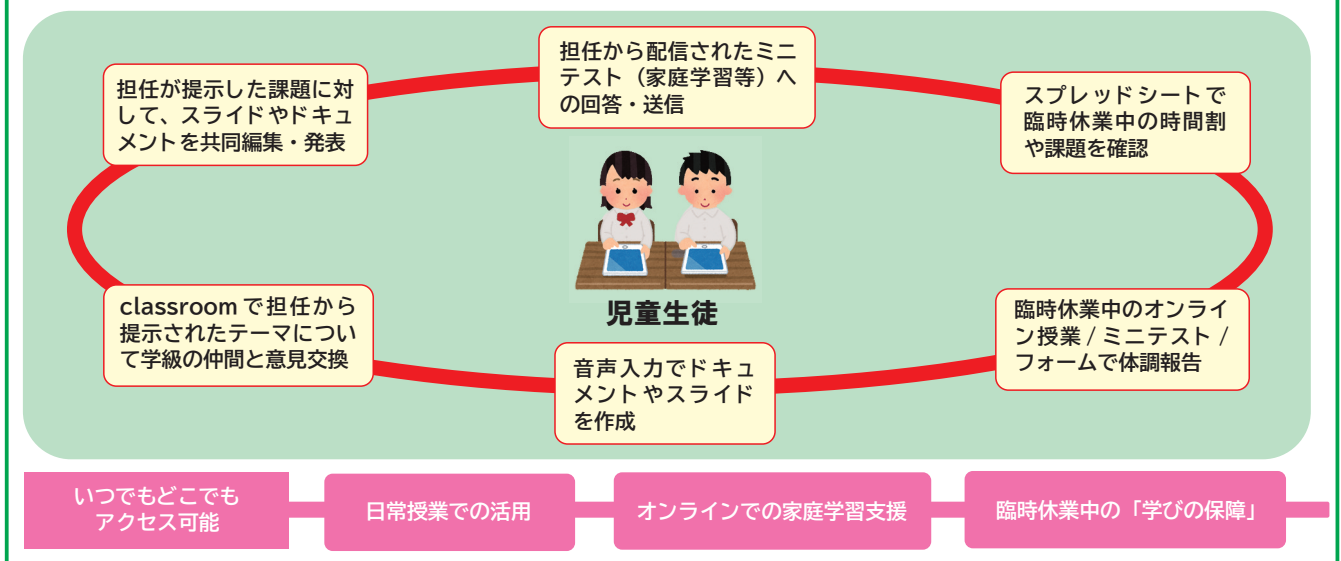 担任から配信されたミニ
テスト（家庭学習等）へ
の回答・送信
担任が提示した課題に対
して、スライドやドキュ
メントを共同編集・発表
スプレッドシートで
臨時休業中の時間割
や課題を確認
児童生徒
classroomで担任から
提示されたテーマについ
て学級の仲間と意見交換
音声入力でドキュ
メントやスライド
を作成
臨時休業中のオンライ
ン授業/ミニテスト/
フォームで体調報告
いつでもどこでも
アクセス可能
日常授業での活用
オンラインでの家庭学習支援
臨時休業中の「学びの保障」